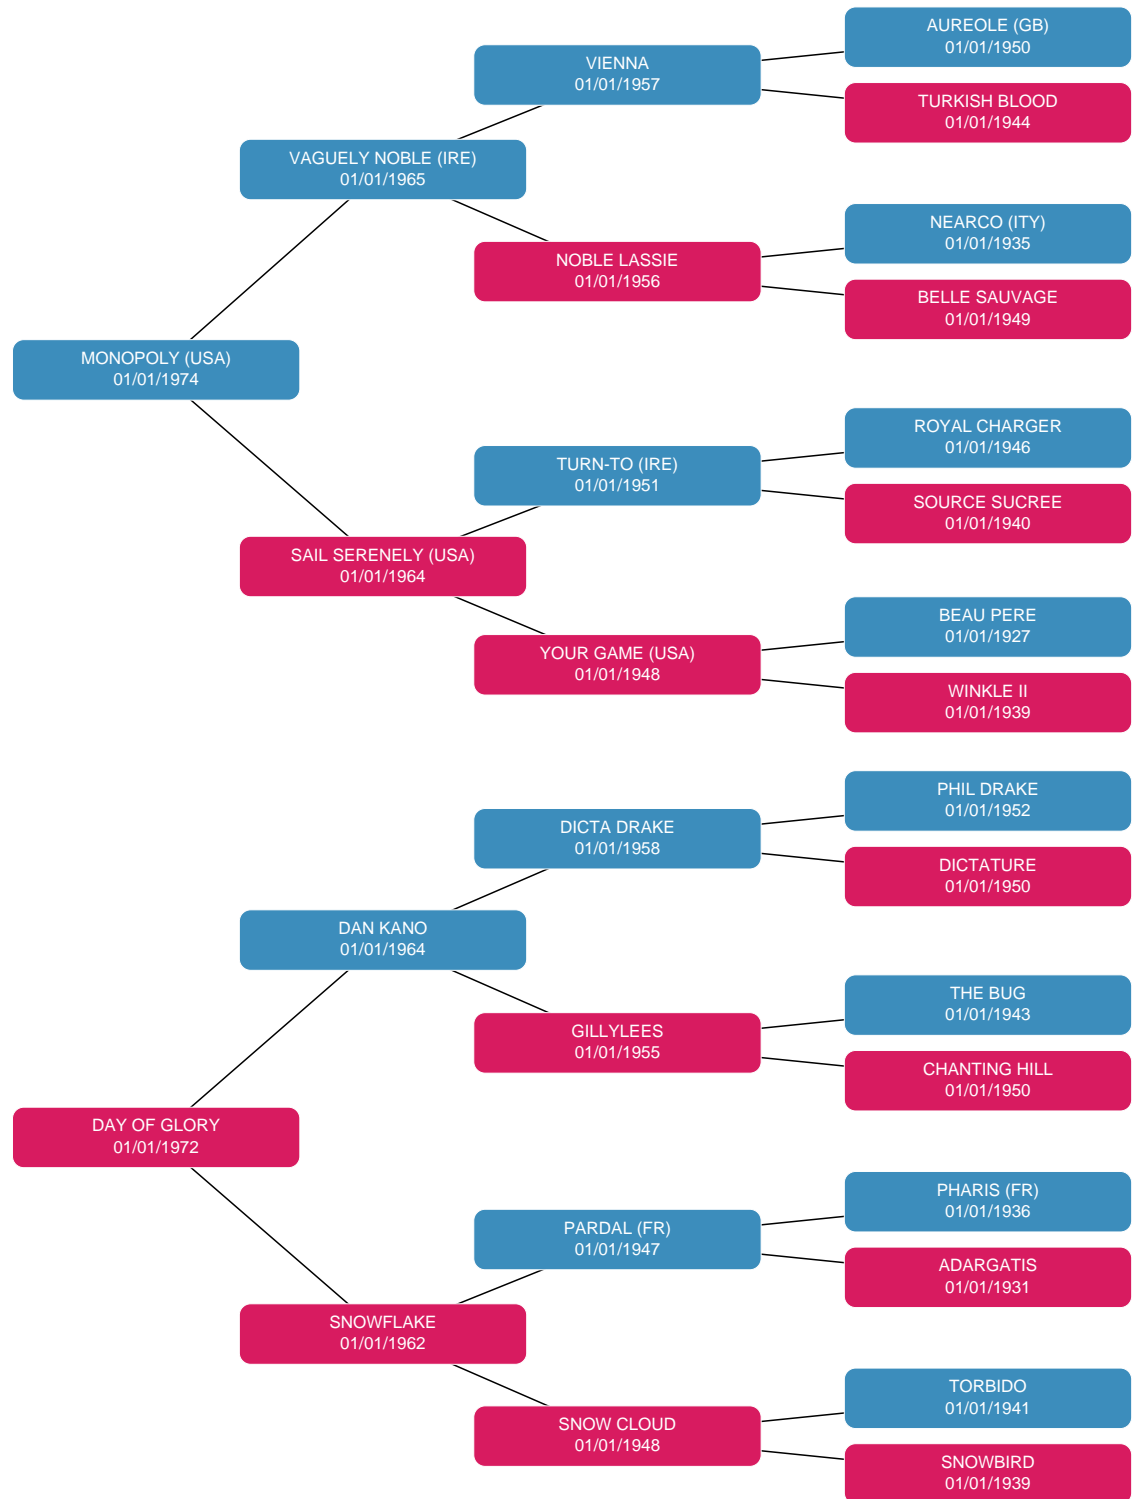 AUREOLE (GB)
01/01/1950
VIENNA
01/01/1957
TURKISH BLOOD
01/01/1944
VAGUELY NOBLE (IRE)
01/01/1965
NEARCO (ITY)
01/01/1935
NOBLE LASSIE
01/01/1956
BELLE SAUVAGE
01/01/1949
MONOPOLY (USA)
01/01/1974
ROYAL CHARGER
01/01/1946
TURN-TO (IRE)
01/01/1951
SOURCE SUCREE
01/01/1940
SAIL SERENELY (USA)
01/01/1964
BEAU PERE
01/01/1927
YOUR GAME (USA)
01/01/1948
WINKLE II
01/01/1939
PHIL DRAKE
01/01/1952
DICTA DRAKE
01/01/1958
DICTATURE
01/01/1950
DAN KANO
01/01/1964
THE BUG
01/01/1943
GILLYLEES
01/01/1955
CHANTING HILL
01/01/1950
DAY OF GLORY
01/01/1972
PHARIS (FR)
01/01/1936
PARDAL (FR)
01/01/1947
ADARGATIS
01/01/1931
SNOWFLAKE
01/01/1962
TORBIDO
01/01/1941
SNOW CLOUD
01/01/1948
SNOWBIRD
01/01/1939